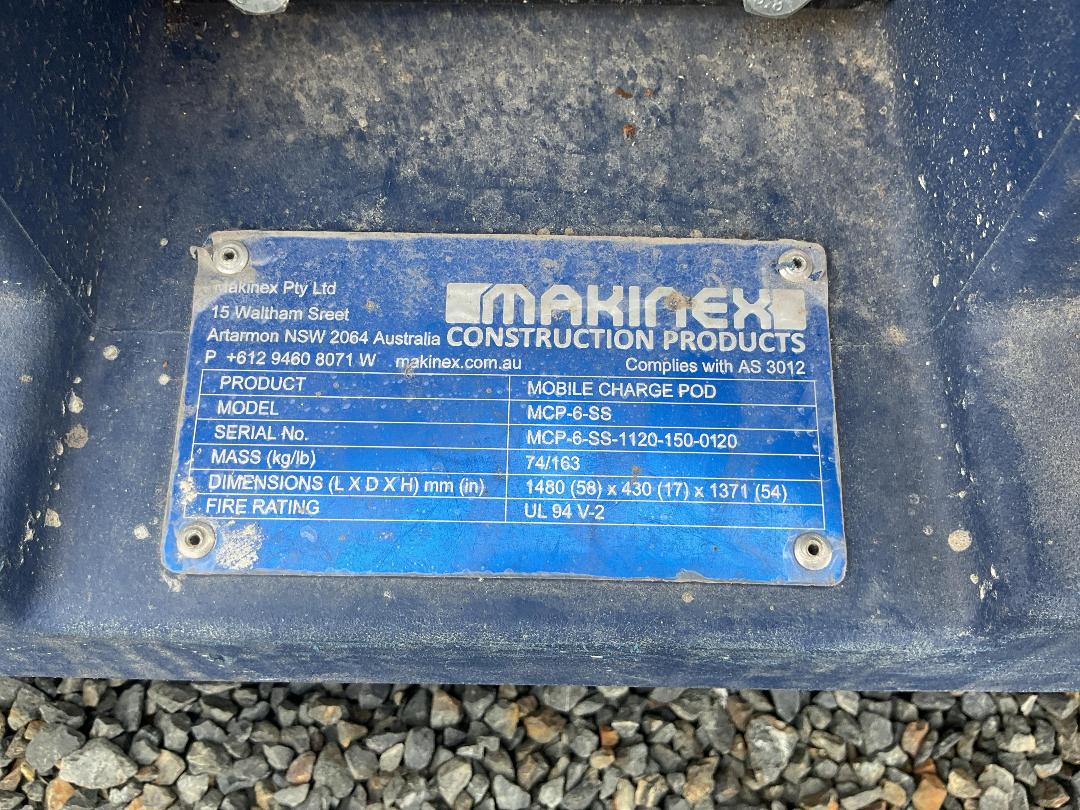 Makinex Pty Ltd
15 Waltham Sreet
Artarmon NSW 2064 Australia
P +612 9460 8071 W makinex.com.au
MAKINEX
CONSTRUCTION PRODUCTS
Complies with AS 3012
PRODUCT MOBILE CHARGE POD
MODEL MCP-6-SS
SERIAL No. MCP-6-SS-1120-150-0120
MASS (kg/lb) 74/163
DIMENSIONS (L X D X H) mm (in) 1480 (58) x 430 (17) x 1371 (54)
FIRE RATING UL 94 V-2